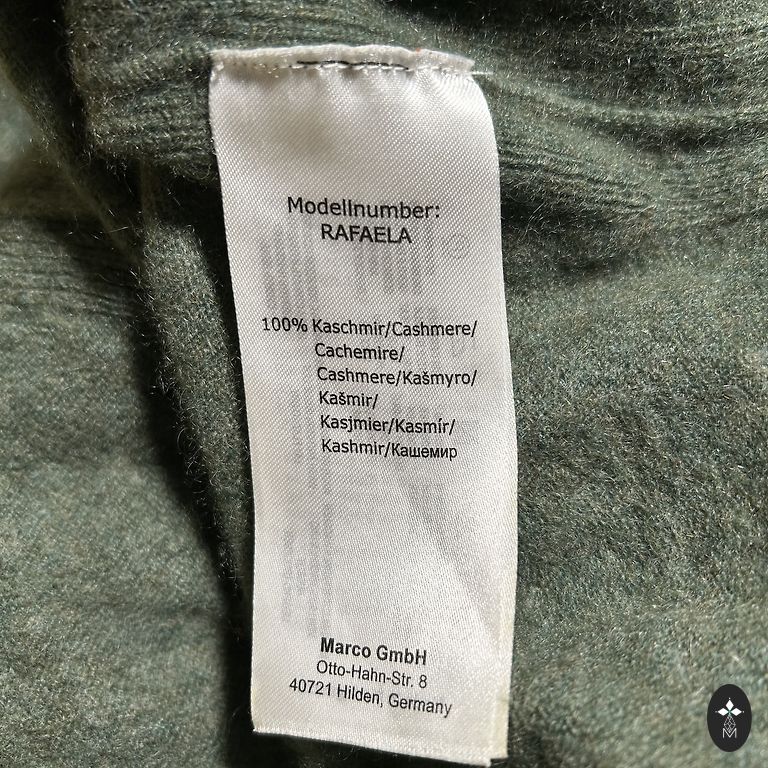 Modellnumber:
RAFAELA
100% Kaschmir/Cashmere/
Cachemire/
Cashmere/Kašmyro/
Kašmir/
Kasjmier/Kasmír/
Kashmir/Кашемир
Marco GmbH
Otto-Hahn-Str. 8
40721 Hilden, Germany
M